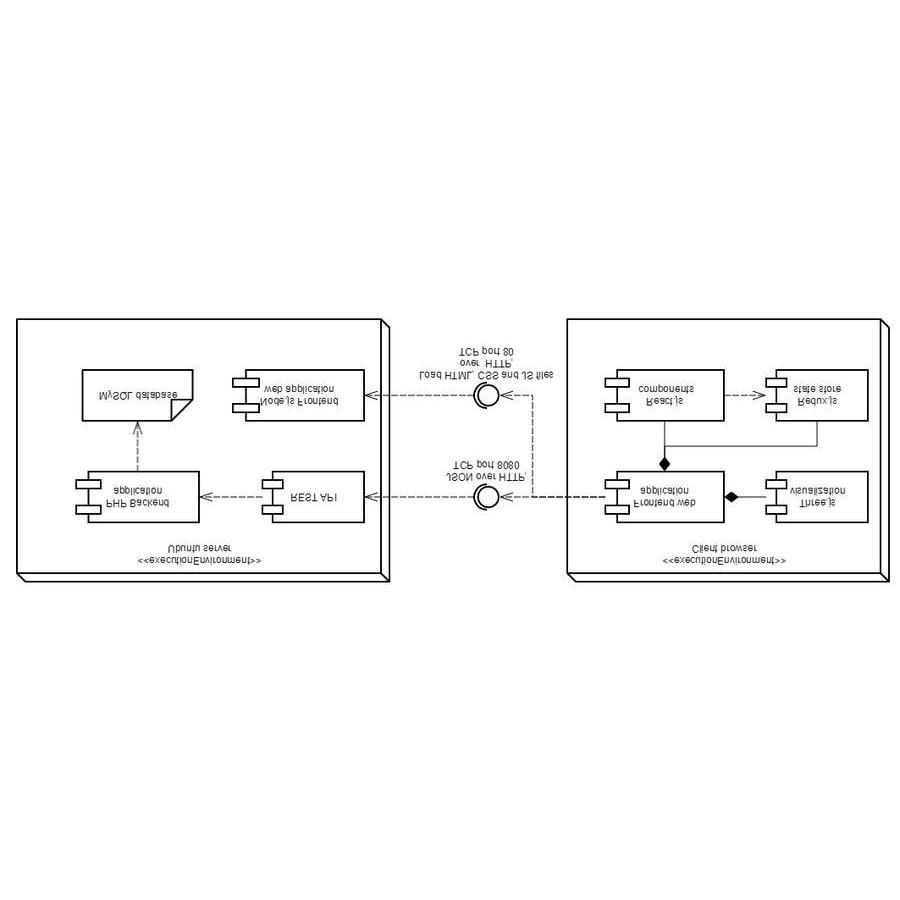 <<executionEnvironment>>
Ubuntu server
PHP Backend
application
REST API
MySQL database
Node.js Frontend
web application
JSON over HTTP,
TCP port 8080
Load HTML, CSS and JS files
over HTTP,
TCP port 80
<<executionEnvironment>>
Client browser
Frontend web
application
Three.js
visualization
React.js
components
Redux.js
state store